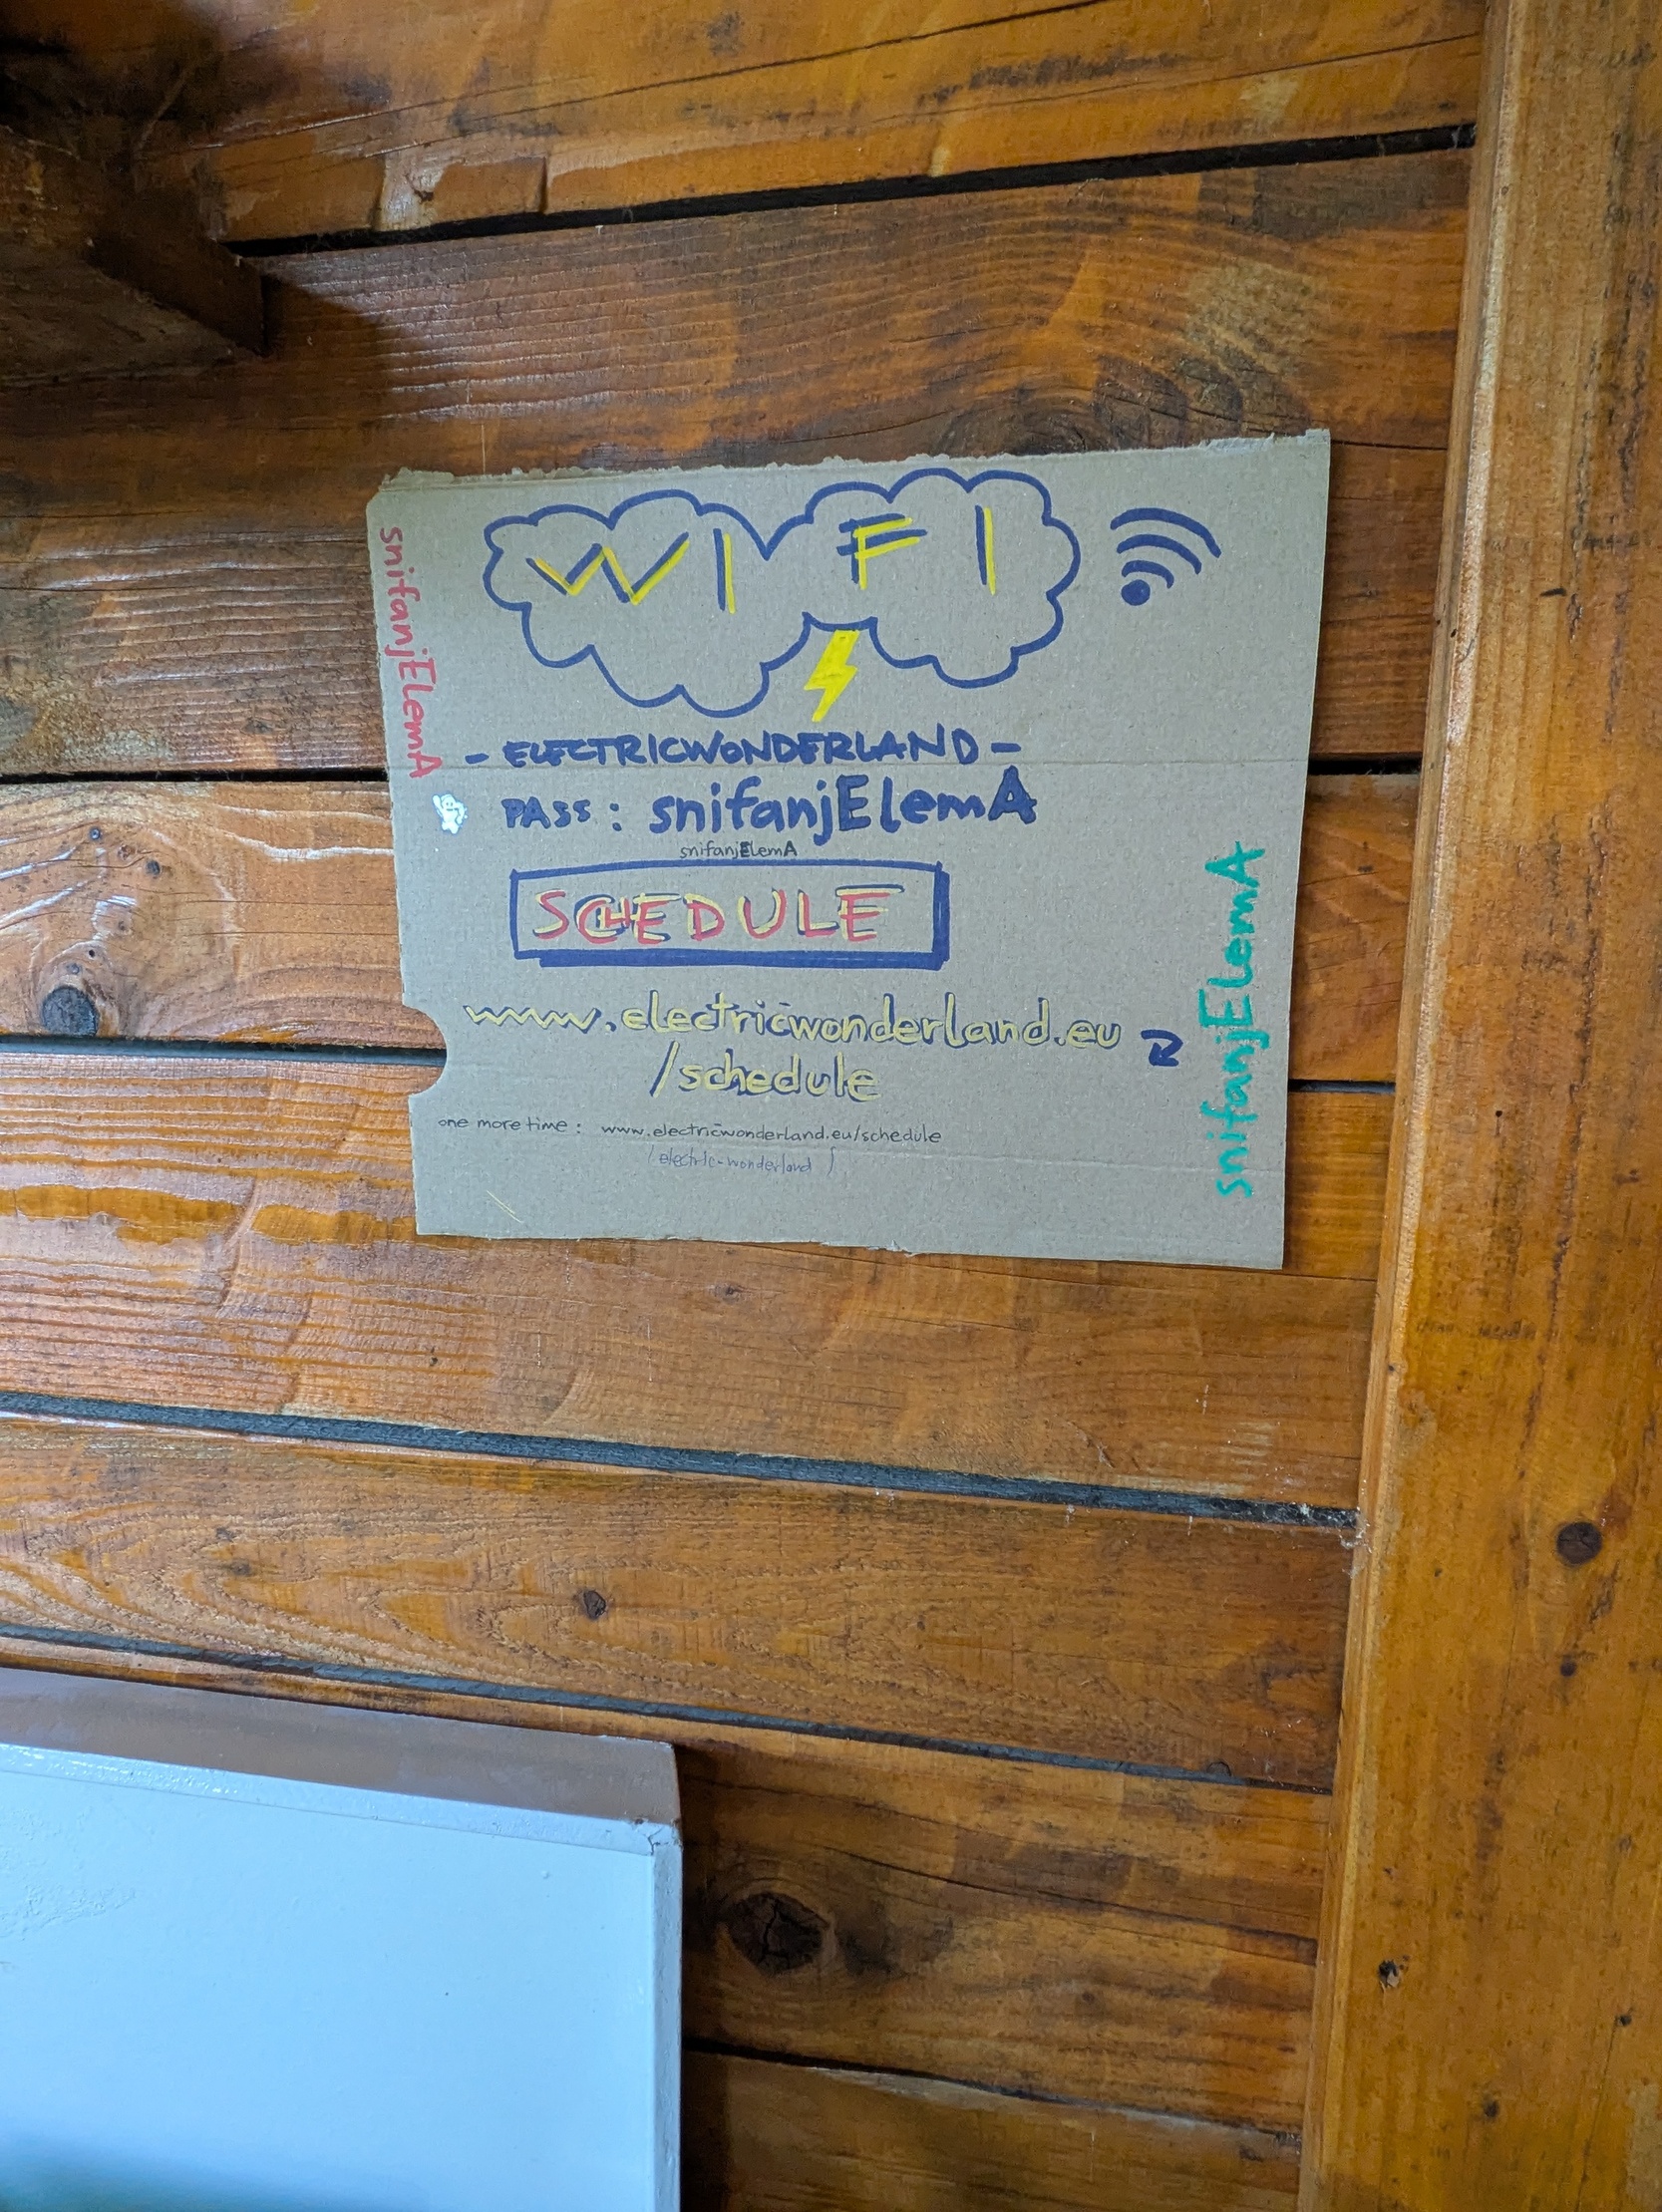 WIFI
snifanjElemA
- ELECTRICWONDERLAND -
PASS: snifanjElemA
snifanjElemA
SCHEDULE
www.electricwonderland.eu
/schedule
snifanjElemA
one more time: www.electricwonderland.eu/schedule
(electric-wonderland)